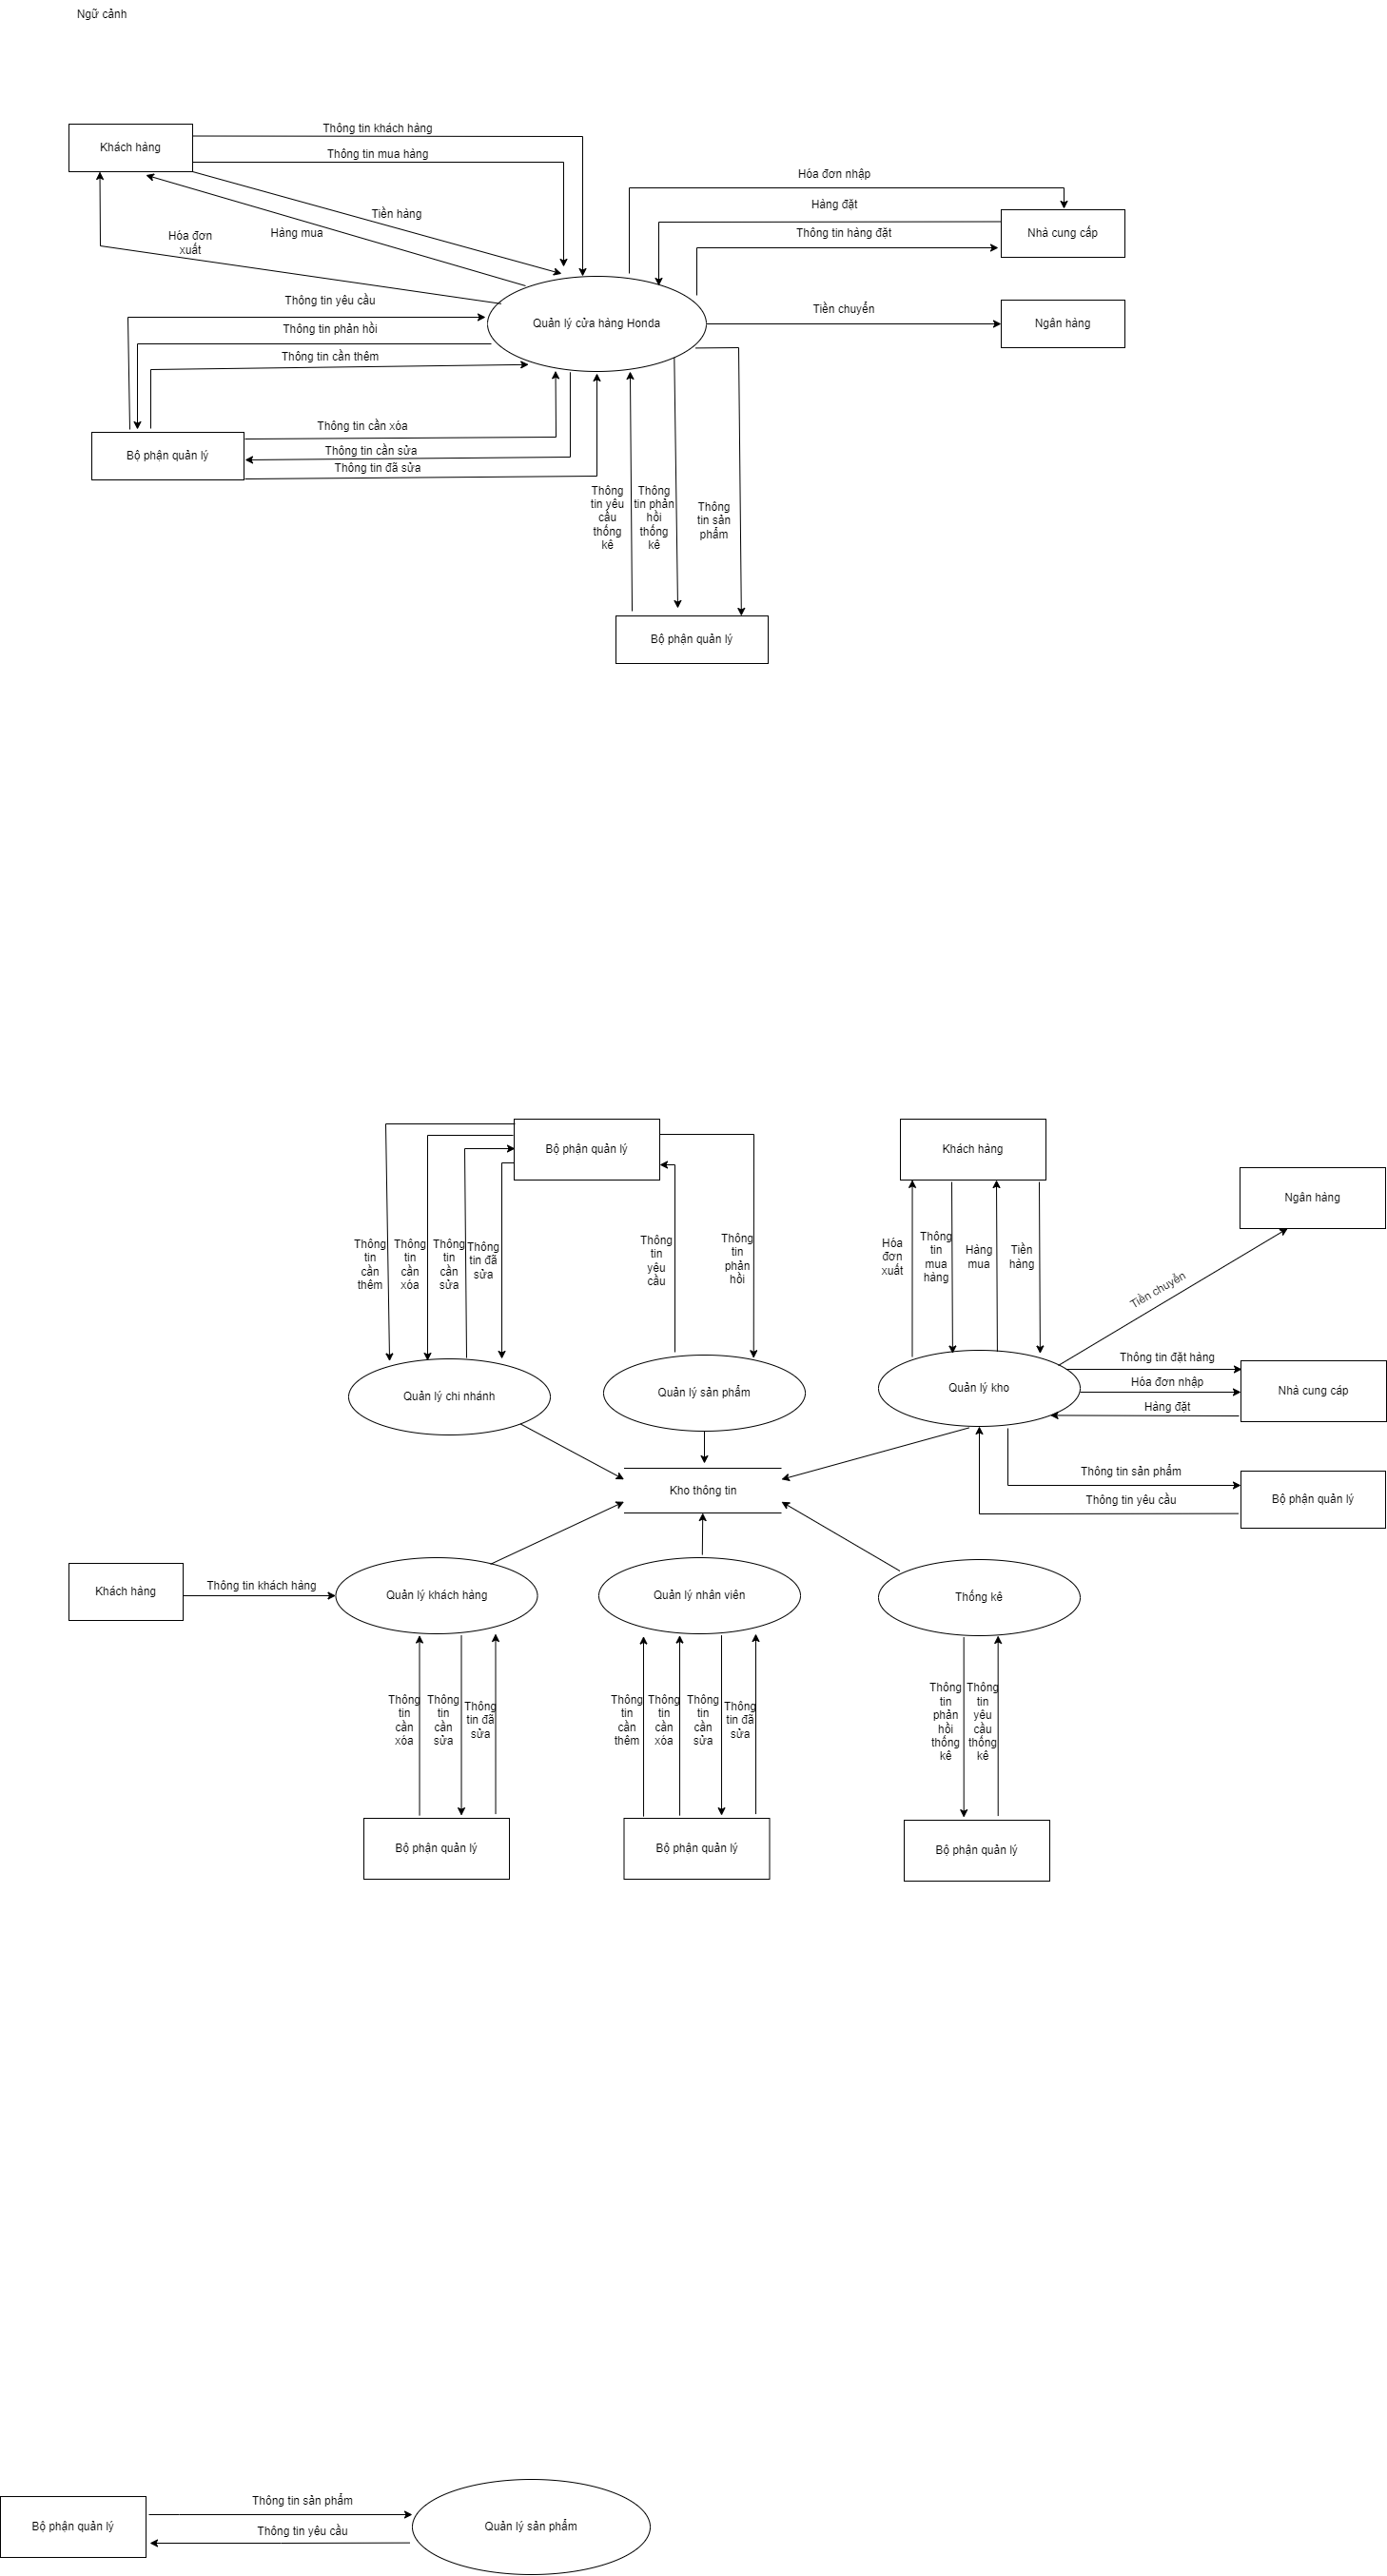 Ngữ cảnh
Thông tin khách hàng
Khách hàng
Thông tin mua hàng
Hóa đơn nhập
Hàng đặt
Tiền hàng
Hàng mua
Hóa đơn
xuất
Thông tin hàng đặt
Nhà cung cấp
Thông tin yêu cầu
Tiền chuyển
Quản lý cửa hàng Honda
Ngân hàng
Thông tin phản hồi
Thông tin cần thêm
Thông tin cần xóa
Bộ phận quản lý
Thông tin cần sửa
Thông tin đã sửa
Thông
tin yêu
cầu
thống
kê
Thông
tin phản
hồi
thống
kê
Thông
tin sản
phẩm
Bộ phận quản lý
Bộ phận quản lý
Khách hàng
Ngân hàng
Thông
tin
cần
thêm
Thông
tin
cần
xóa
Thông
tin
cần
sửa
Thông
tin đã
sửa
Thông
tin
yêu
cầu
Thông
tin
phản
hồi
Hóa
đơn
xuất
Thông
tin
mua
hàng
Hàng
mua
Tiền
hàng
Tiền chuyển
Quản lý chi nhánh
Quản lý sản phẩm
Quản lý kho
Thông tin đặt hàng
Hóa đơn nhập
Hàng đặt
Nhà cung cáp
Kho thông tin
Thông tin sản phẩm
Thông tin yêu cầu
Bộ phận quản lý
Khách hàng
Thông tin khách hàng
Quản lý khách hàng
Quản lý nhân viên
Thống kê
Thông
tin
cần
xóa
Thông
tin
cần
sửa
Thông
tin đã
sửa
Thông
tin
cần
thêm
Thông
tin
cần
xóa
Thông
tin
cần
sửa
Thông
tin đã
sửa
Thông
tin
phản
hồi
thống
kê
Thông
tin
yêu
cầu
thống
kê
Bộ phận quản lý
Bộ phận quản lý
Bộ phận quản lý
Thông tin sản phẩm
Bộ phận quản lý
Thông tin yêu cầu
Quản lý sản phẩm